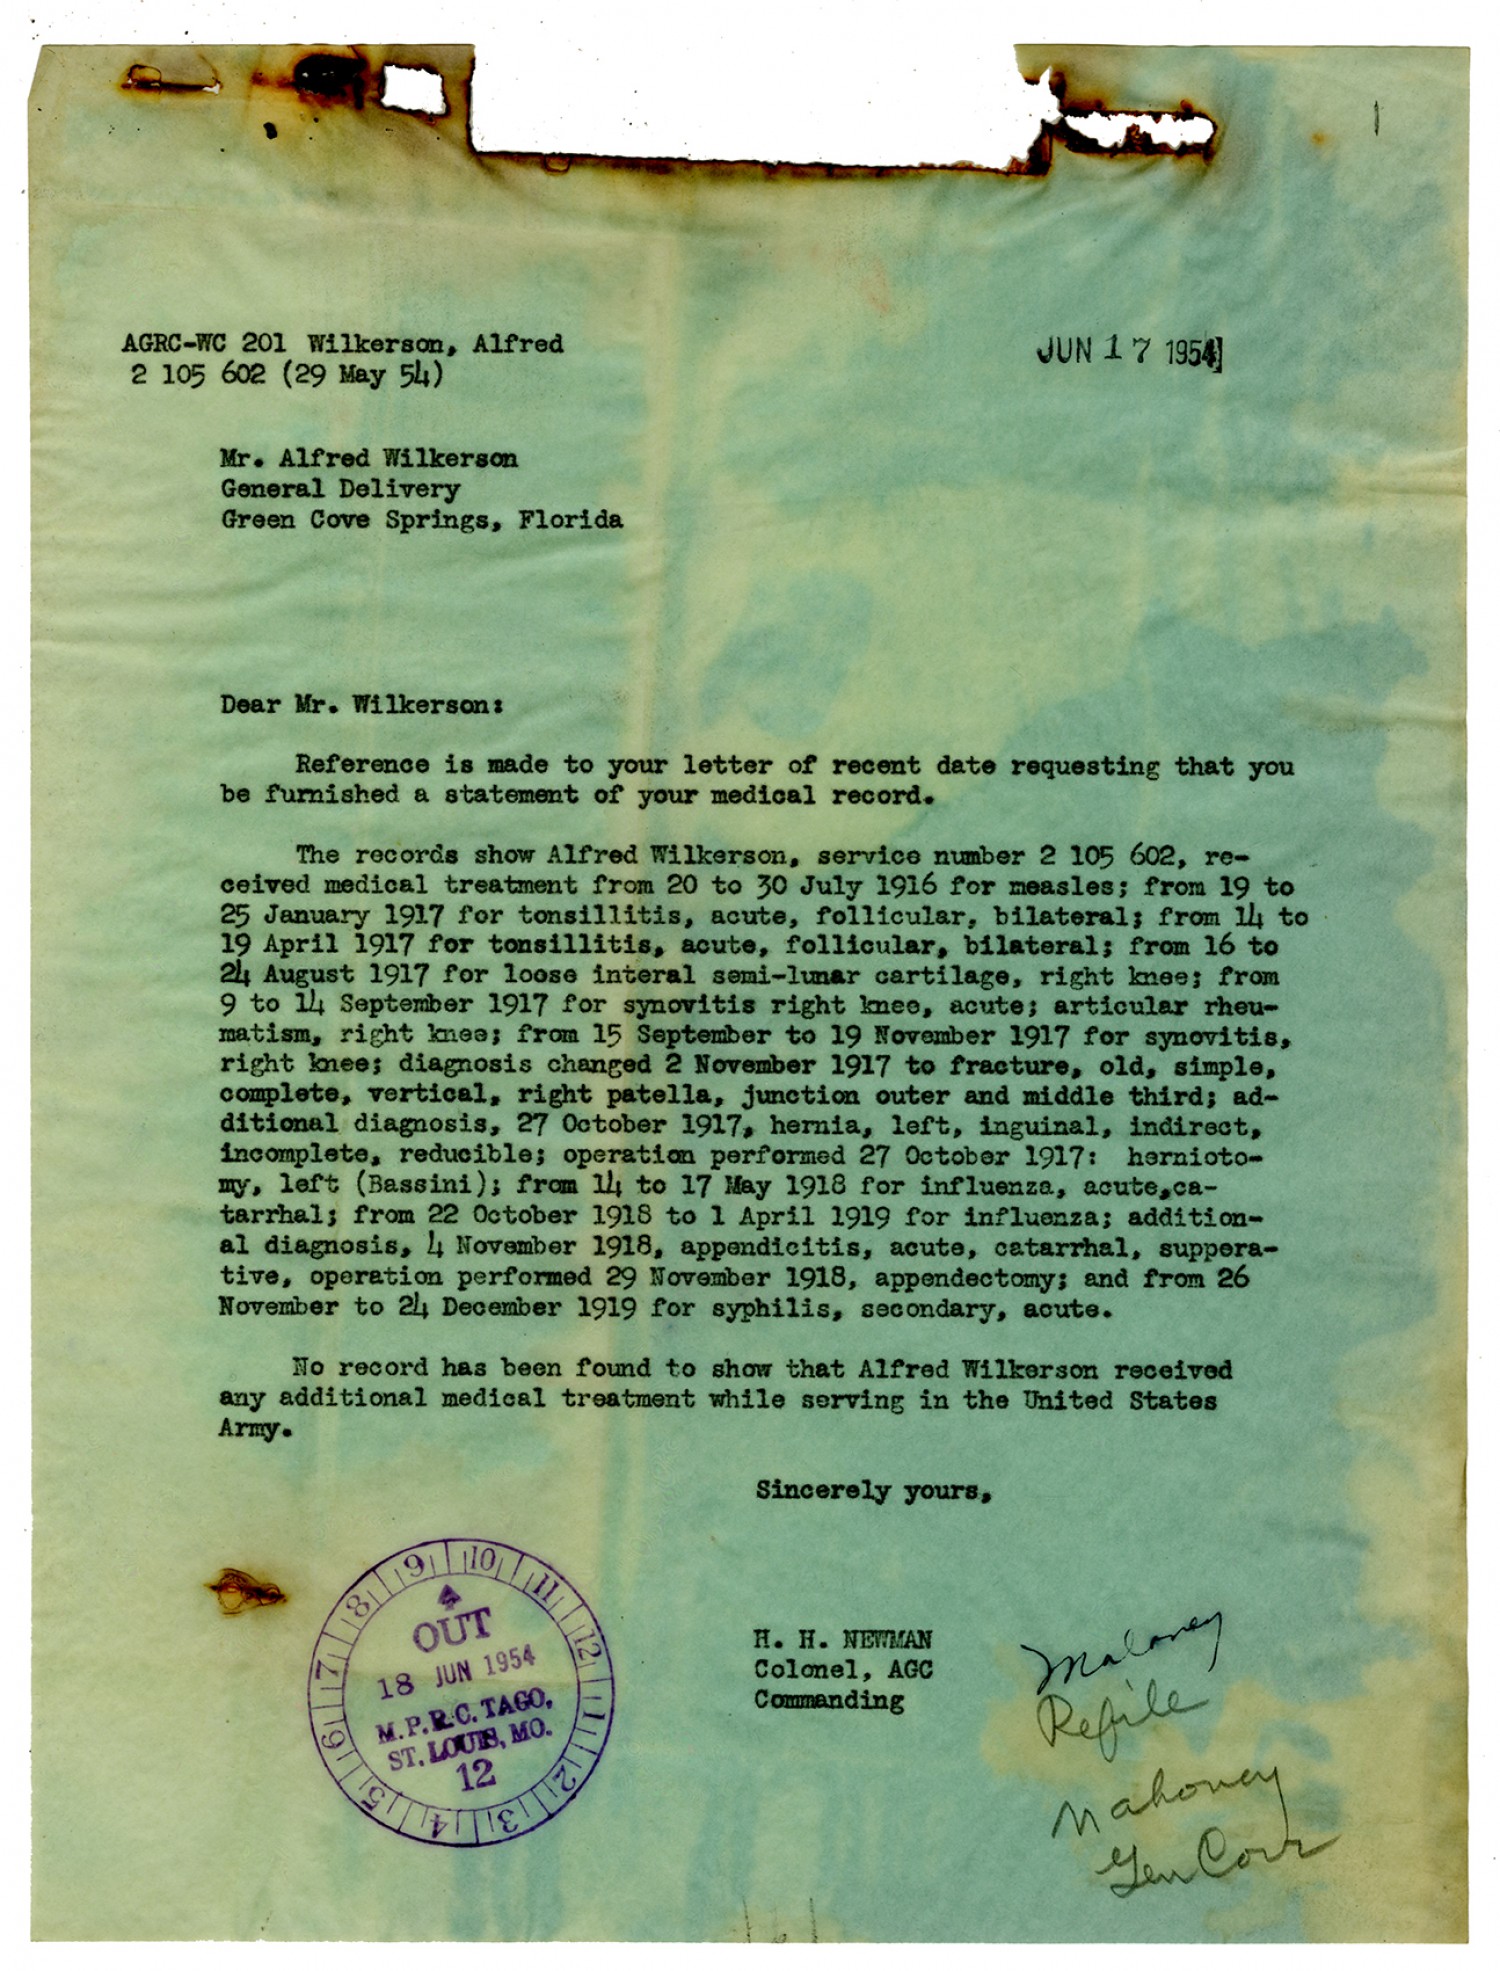 AGRC-WC 201 Wilkerson, Alfred
2 105 602 (29 May 54)
JUN 17 1954
Mr. Alfred Wilkerson
General Delivery
Green Cove Springs, Florida
Dear Mr. Wilkerson:
Reference is made to your letter of recent date requesting that you
be furnished a statement of your medical record.
The records show Alfred Wilkerson, service number 2 105 602, re-
ceived medical treatment from 20 to 30 July 1916 for measles; from 19 to
25 January 1917 for tonsillitis, acute, follicular, bilateral; from 14 to
19 April 1917 for tonsillitis, acute, follicular, bilateral; from 16 to
24 August 1917 for loose interal semi-lunar cartilage, right knee; from
9 to 14 September 1917 for synovitis right knee, acute; articular rheu-
matism, right knee; from 15 September to 19 November 1917 for synovitis,
right knee; diagnosis changed 2 November 1917 to fracture, old, simple,
complete, vertical, right patella, junction outer and middle third; ad-
ditional diagnosis, 27 October 1917, hernia, left, inguinal, indirect,
incomplete, reducible; operation performed 27 October 1917: hernioto-
my, left (Bassini); from 14 to 17 May 1918 for influenza, acute,ca-
tarrhal; from 22 October 1918 to 1 April 1919 for influenza; addition-
al diagnosis, 4 November 1918, appendicitis, acute, catarrhal, suppera-
tive, operation performed 29 November 1918, appendectomy; and from 26
November to 24 December 1919 for syphilis, secondary, acute.
No record has been found to show that Alfred Wilkerson received
any additional medical treatment while serving in the United States
Army.
Sincerely yours,
H. H. NEWMAN
Colonel, AGC
Commanding
9 10 11 12 1 2 3 4 5 6 7 8
OUT
18 JUN 1954
M.P.R.C. TAGO,
ST. LOUIS, MO.
12
Maloney
Refile
Mahoney
Gen Corr